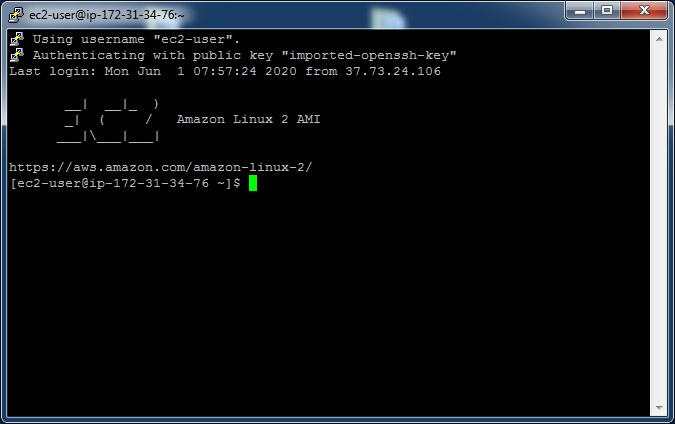 ec2-user@ip-172-31-34-76:~
Using username "ec2-user".
Authenticating with public key "imported-openssh-key"
Last login: Mon Jun  1 07:57:24 2020 from 37.73.24.106
       __|  __|_  )
       _|  (     /   Amazon Linux 2 AMI
      ___|\___|___|
https://aws.amazon.com/amazon-linux-2/
[ec2-user@ip-172-31-34-76 ~]$